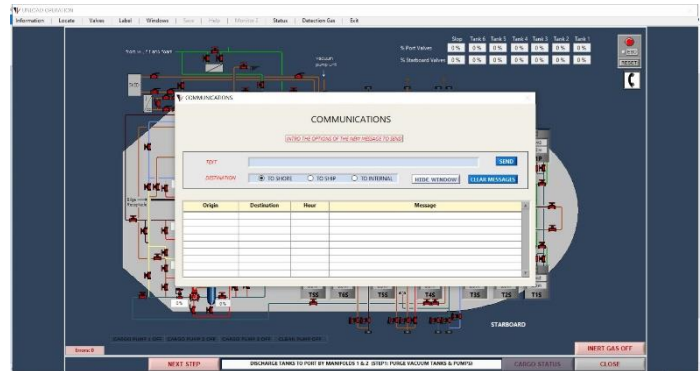 UNLOAD OPERATION
Information | Locate | Valves | Label | Windows | Save | Help | Monitor 2 | Status | Detection Gas | Exit
Slop Tank 6 Tank 5 Tank 4 Tank 3 Tank 2 Tank 1
% Port Valves 0% 0% 0% 0% 0% 0% 0%
% Starboard Valves 0% 0% 0% 0% 0% 0% 0%
Vacuum
pump unit
COMMUNICATIONS
COMMUNICATIONS
INTRO THE OPTIONS OF THE NEW MESSAGE TO SEND
TEXT SEND
DESTINATION TO SHORE TO SHIP TO INTERNAL HIDE WINDOW CLEAR MESSAGES
Origin Destination Hour Message
0% 0%
T5S T6S T5S T4S T3S T2S T1S
STARBOARD
CARGO PUMP 1 OFF CARGO PUMP 2 OFF CARGO PUMP 3 OFF CLEAN PUMP OFF
INERT GAS OFF
NEXT STEP
DISCHARGE TANKS TO PORT BY MANIFOLDS 1 & 2 (STEP1: PURGE VACUUM TANKS & PUMPS)
CARGO STATUS
CLOSE